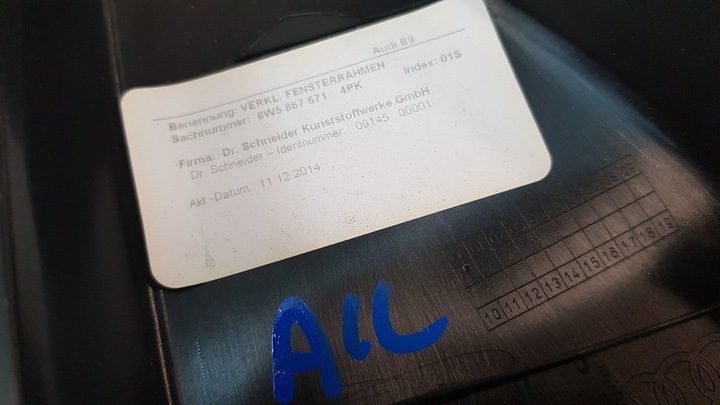 Audi B9
Benennung: VERKL. FENSTERRAHMEN
Sachnummer: 8W5 867 671 4PK Index: 01S
Firma: Dr. Schneider Kunststoffwerke GmbH
Dr. Schneider – Identnummer: 09145 00001
Akt.-Datum : 11.12.2014
10 11 12 13 14 15 16 17 18 19
AIL